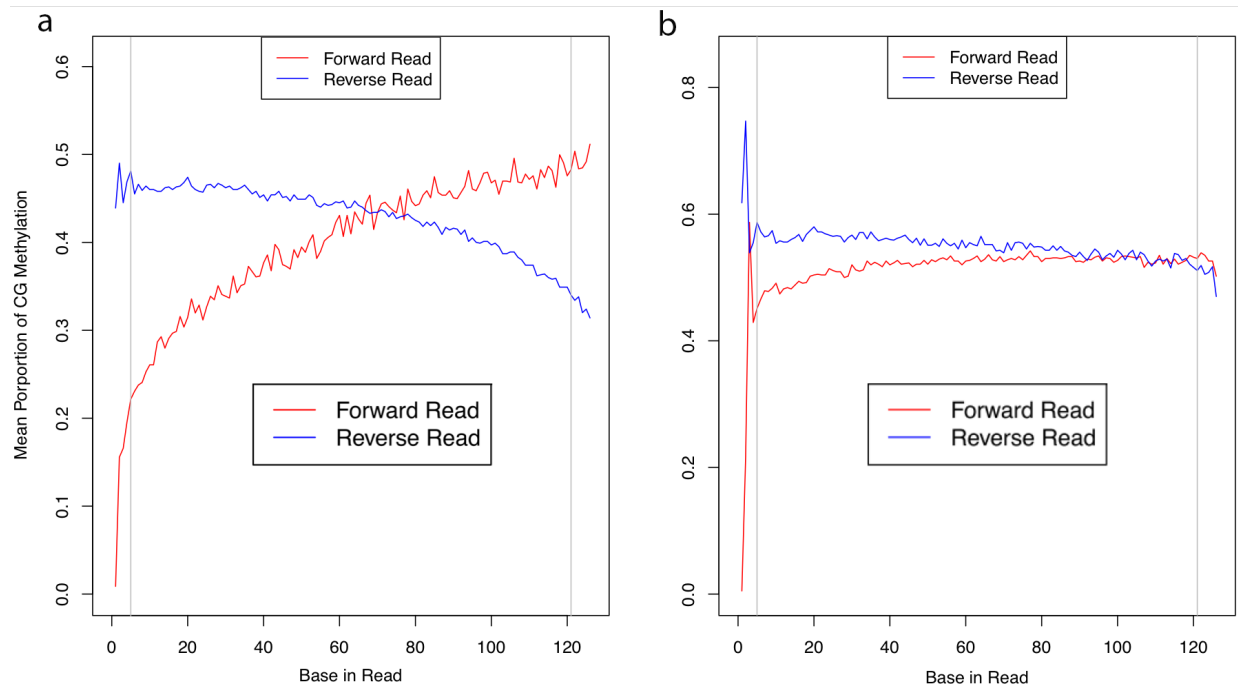 a
Mean Porportion of CG Methylation
0.6
0.5
0.4
0.3
0.2
0.1
0.0
Forward Read
Reverse Read
Forward Read
Reverse Read
0 20 40 60 80 100 120
Base in Read
b
0.8
0.6
0.4
0.2
0.0
Forward Read
Reverse Read
Forward Read
Reverse Read
0 20 40 60 80 100 120
Base in Read